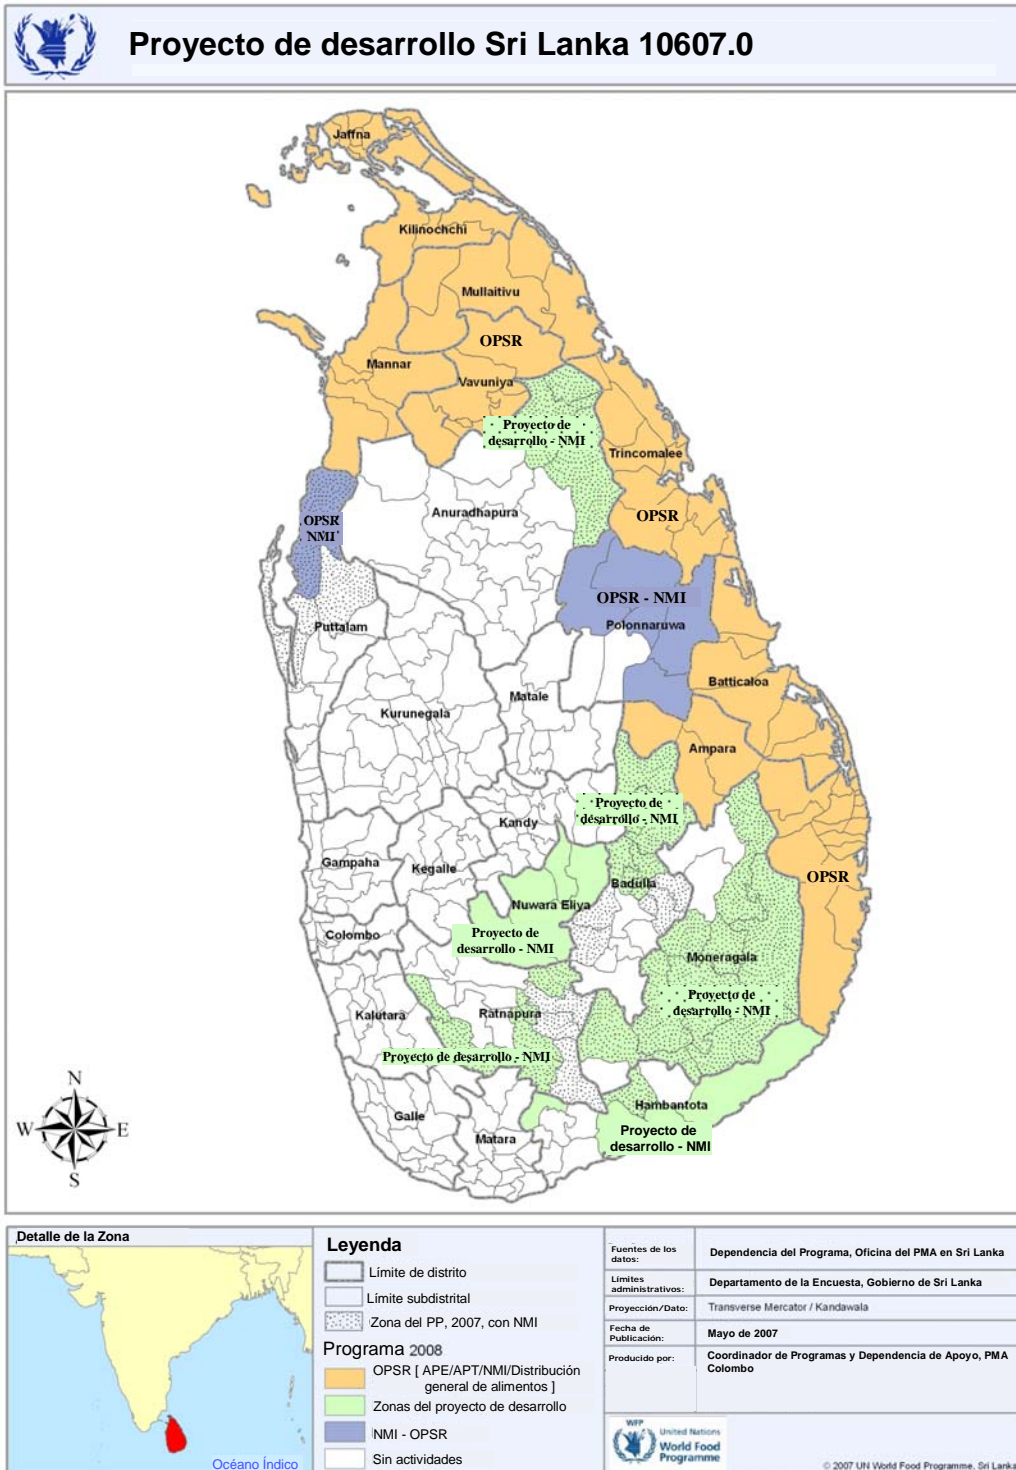 Proyecto de desarrollo Sri Lanka 10607.0
Jaffna
Kilinochchi
Mullaitivu
OPSR
Mannar
Vavuniya
Proyecto de
desarrollo - NMI
Trincomalee
Anuradhapura
OPSR
OPSR
NMI
OPSR - NMI
Polonnaruwa
Puttalam
Batticaloa
Matale
Kurunegala
Ampara
Proyecto de
desarrollo - NMI
Kandy
Gampaha
Kegalle
OPSR
Badulla
Nuwara Eliya
Colombo
Proyecto de
desarrollo - NMI
Moneragala
Proyecto de
desarrollo - NMI
Kalutara
Ratnapura
Proyecto de desarrollo - NMI
N
W
E
S
Hambantota
Galle
Proyecto de
desarrollo - NMI
Matara
Detalle de la Zona
Océano Índico
Leyenda
Límite de distrito
Límite subdistrital
Zona del PP, 2007, con NMI
Programa 2008
OPSR [ APE/APT/NMI/Distribución
general de alimentos ]
Zonas del proyecto de desarrollo
NMI - OPSR
Sin actividades
Fuentes de los
datos:
Dependencia del Programa, Oficina del PMA en Sri Lanka
Límites
administrativos:
Departamento de la Encuesta, Gobierno de Sri Lanka
Proyección/Dato:
Transverse Mercator / Kandawala
Fecha de
Publicación:
Mayo de 2007
Producido por:
Coordinador de Programas y Dependencia de Apoyo, PMA
Colombo
WFP
United Nations
World Food
Programme
© 2007 UN World Food Programme, Sri Lanka